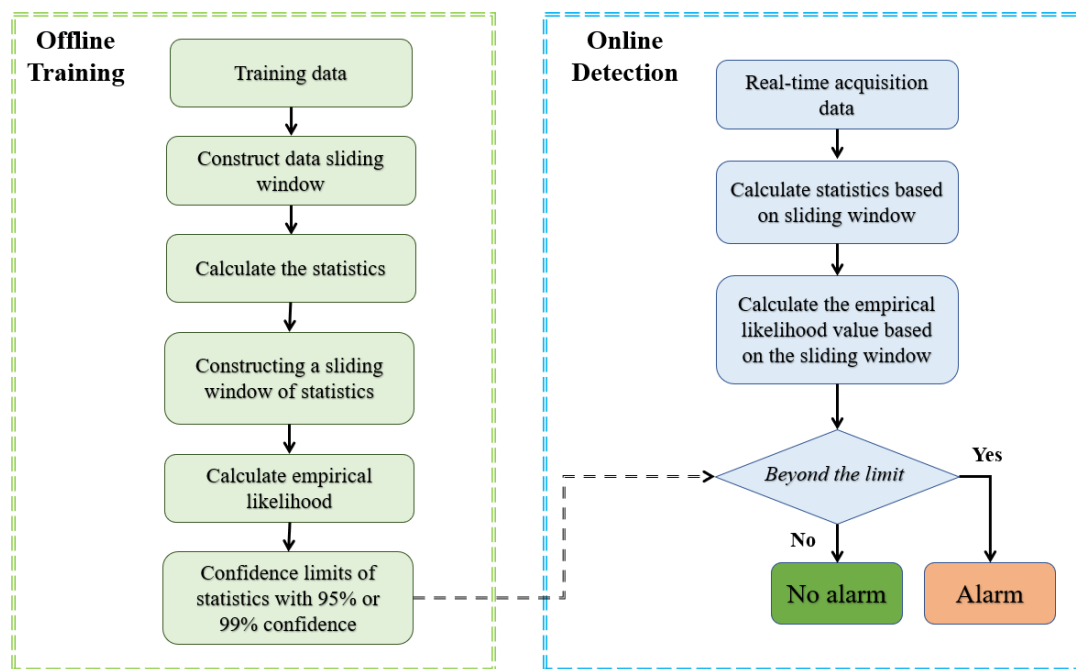 Offline
Training
Training data
Construct data sliding
window
Calculate the statistics
Constructing a sliding
window of statistics
Calculate empirical
likelihood
Confidence limits of
statistics with 95% or
99% confidence
Online
Detection
Real-time acquisition
data
Calculate statistics based
on sliding window
Calculate the empirical
likelihood value based
on the sliding window
Beyond the limit
Yes
No
No alarm
Alarm